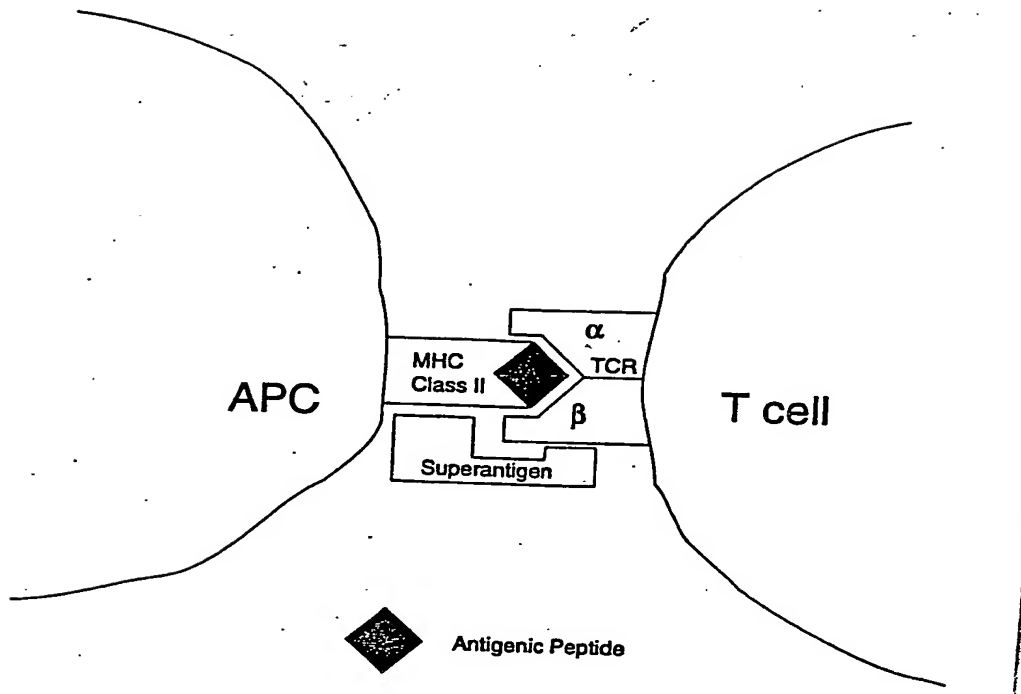 α
TCR
MHC
Class II
APC
β
T cell
Superantigen
Antigenic Peptide